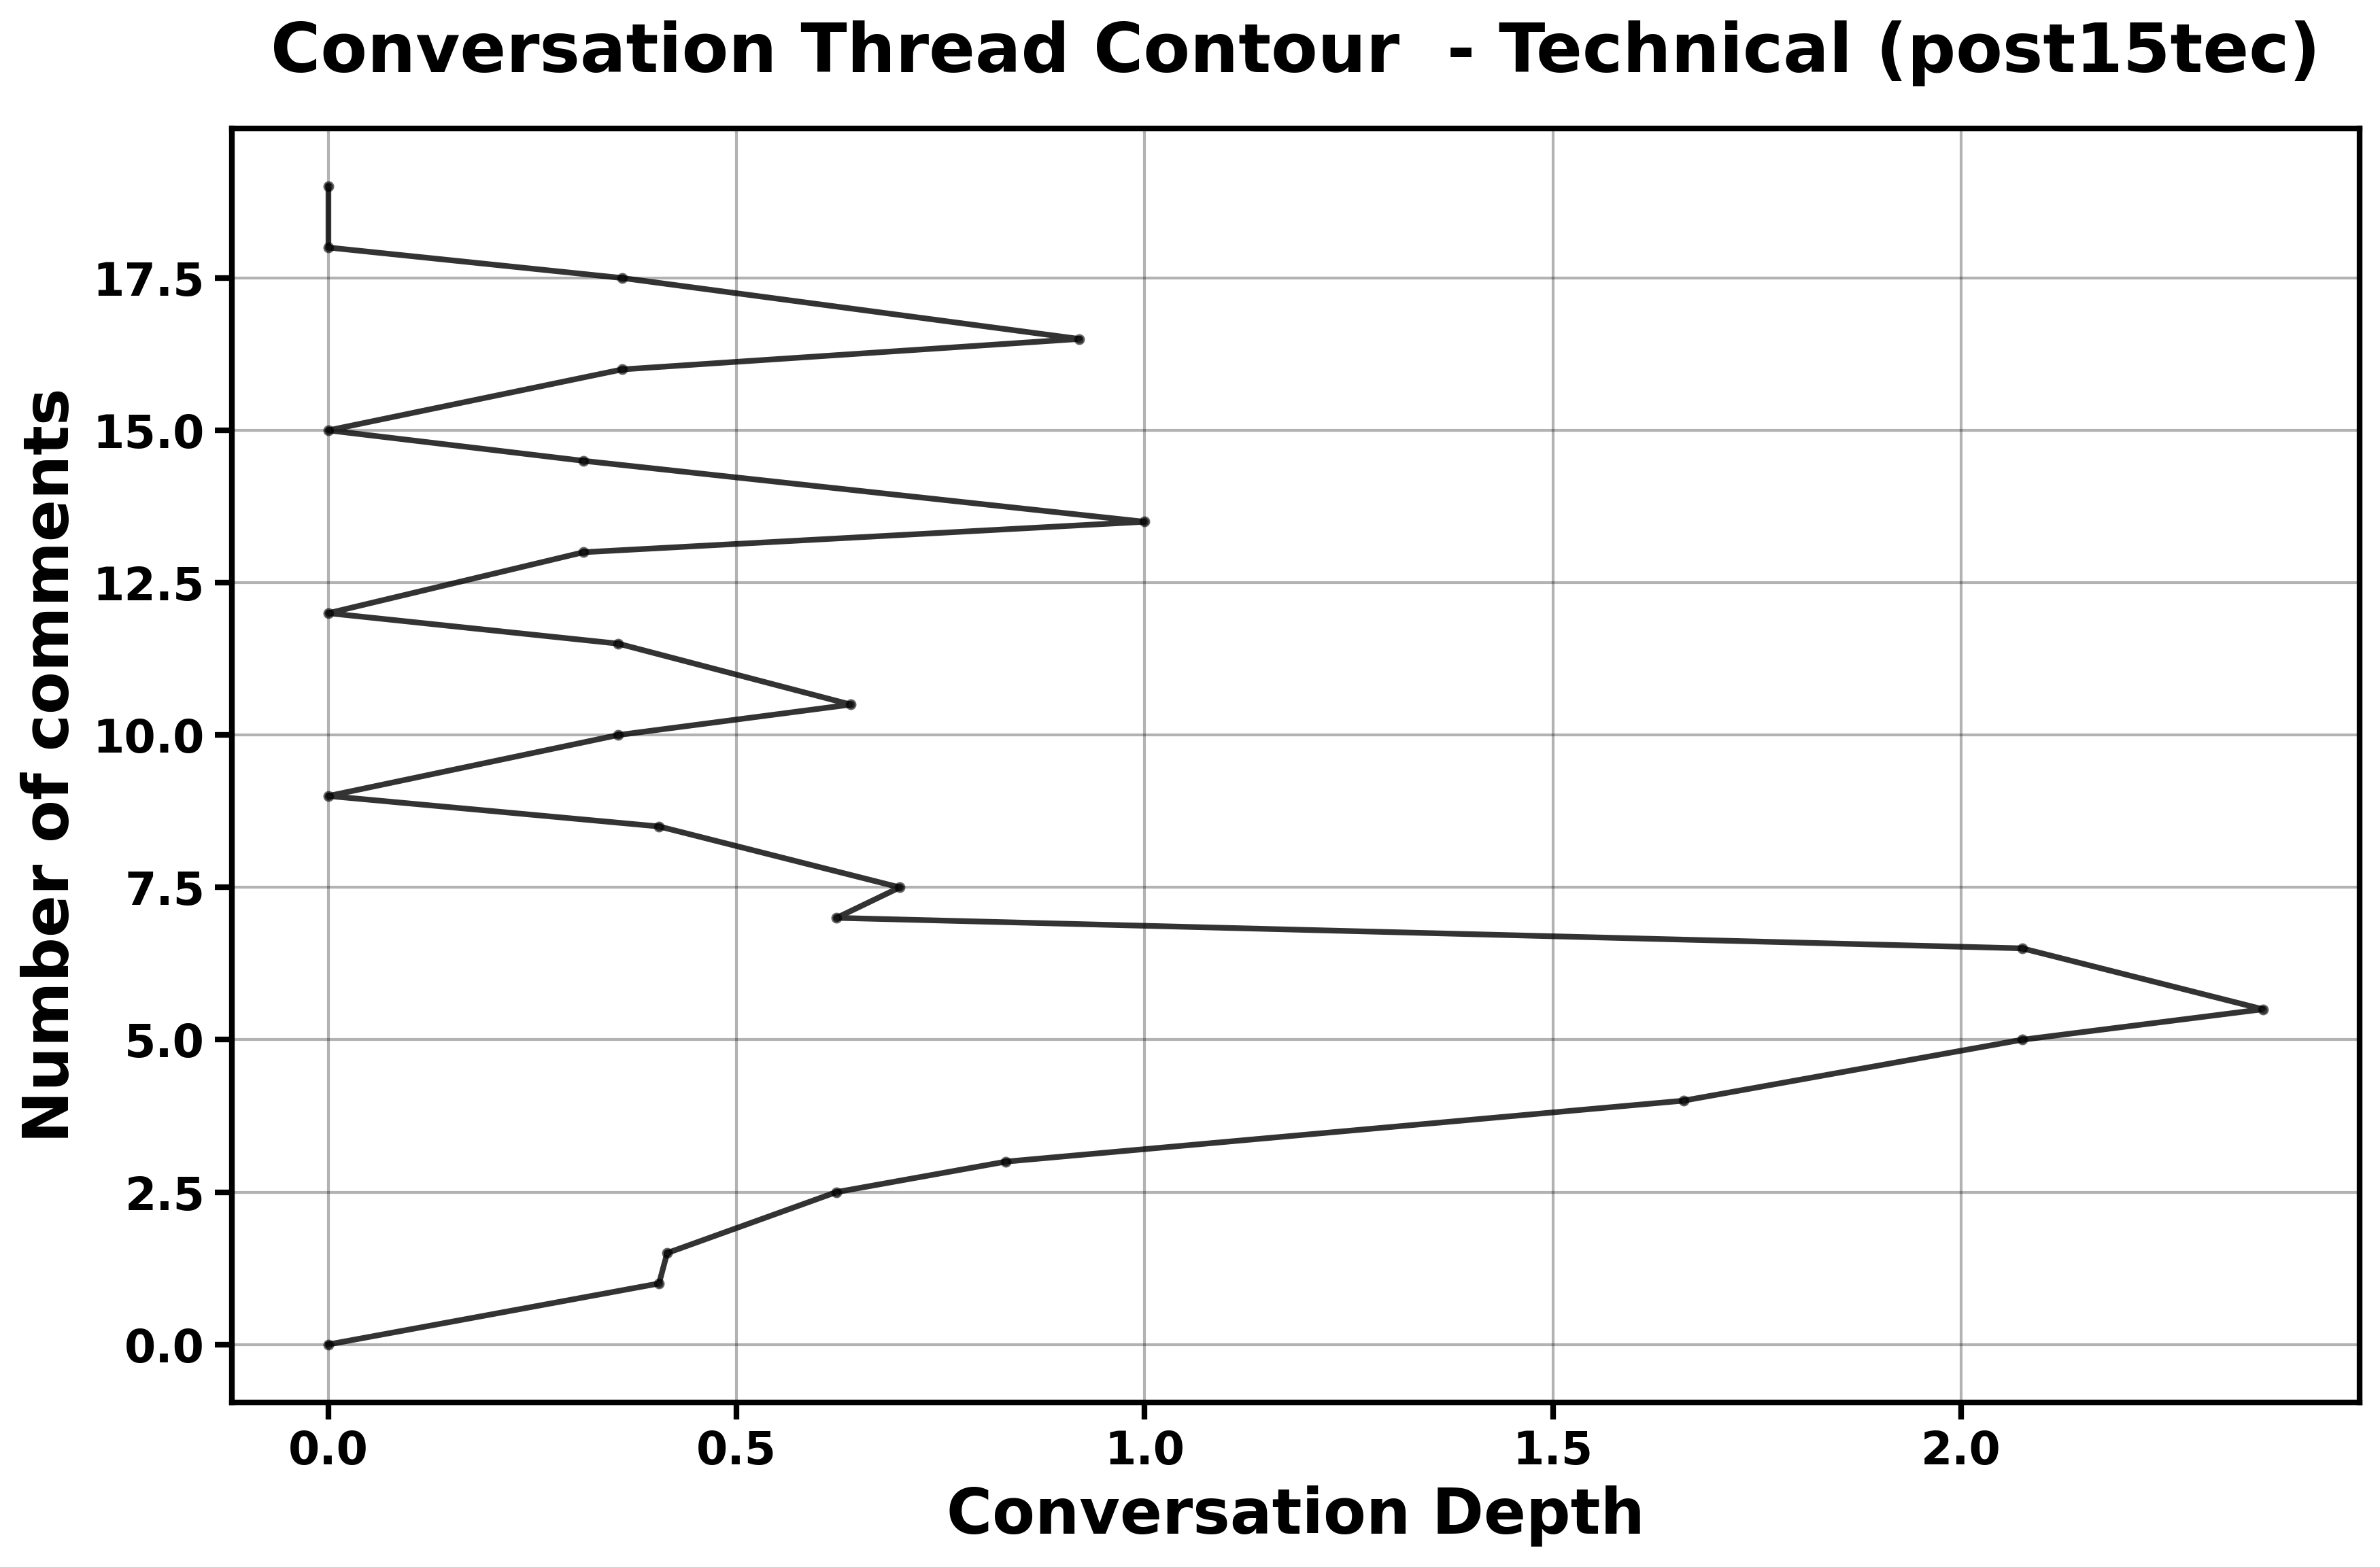 Conversation Thread Contour  - Technical (post15tec)
Number of comments
17.5
15.0
12.5
10.0
7.5
5.0
2.5
0.0
0.0 0.5 1.0 1.5 2.0
Conversation Depth